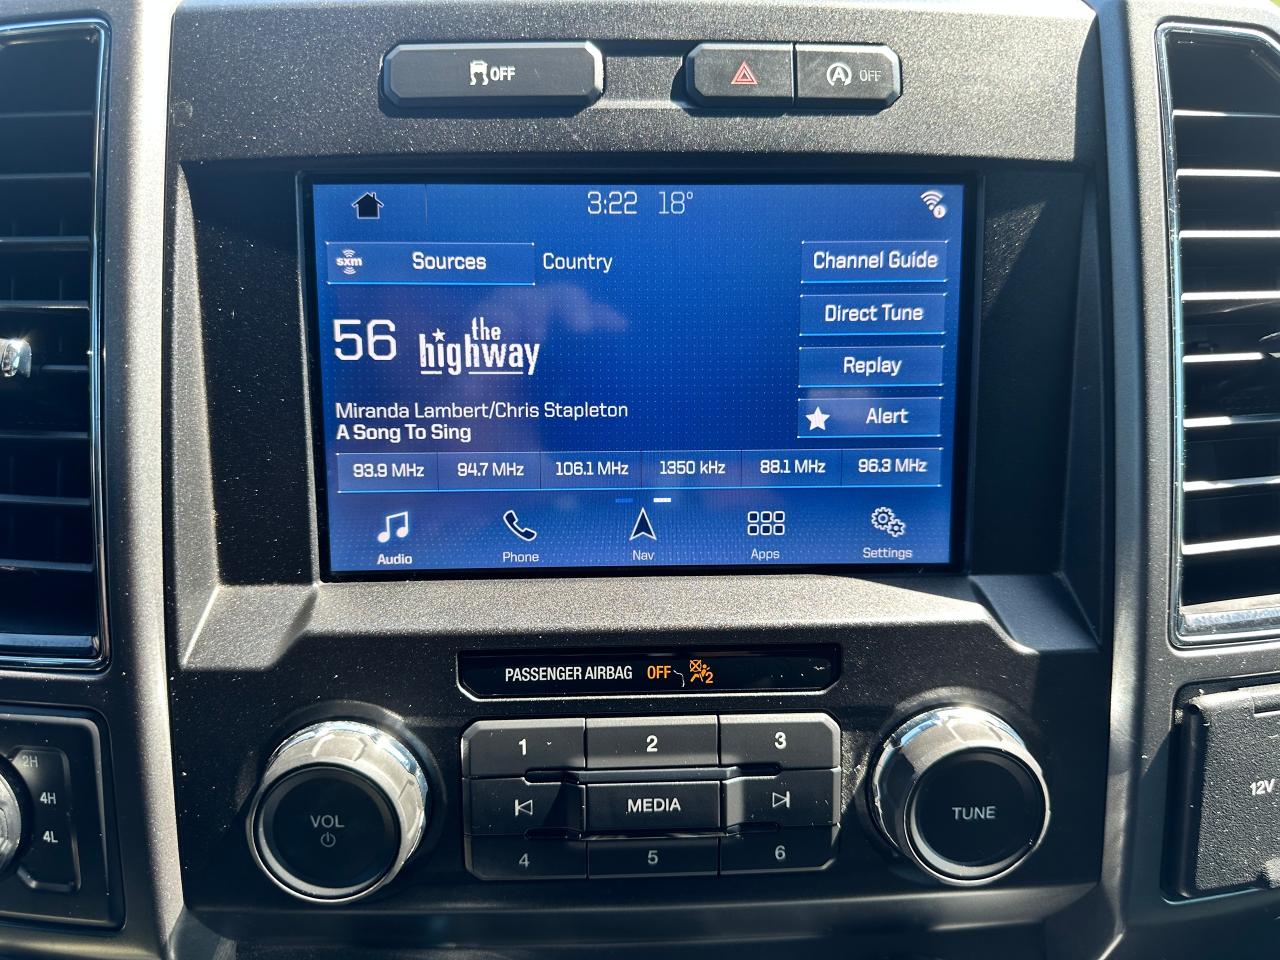 OFF
A OFF
3:22 18°
sxm Sources Country Channel Guide
Direct Tune
56 the highway
Replay
Alert
Miranda Lambert/Chris Stapleton
A Song To Sing
93.9 MHz 94.7 MHz 106.1 MHz 1350 kHz 88.1 MHz 96.3 MHz
Audio Phone Nav Apps Settings
PASSENGER AIRBAG OFF 2
1 2 3
MEDIA
4 5 6
VOL
TUNE
2H
4H
4L
12V